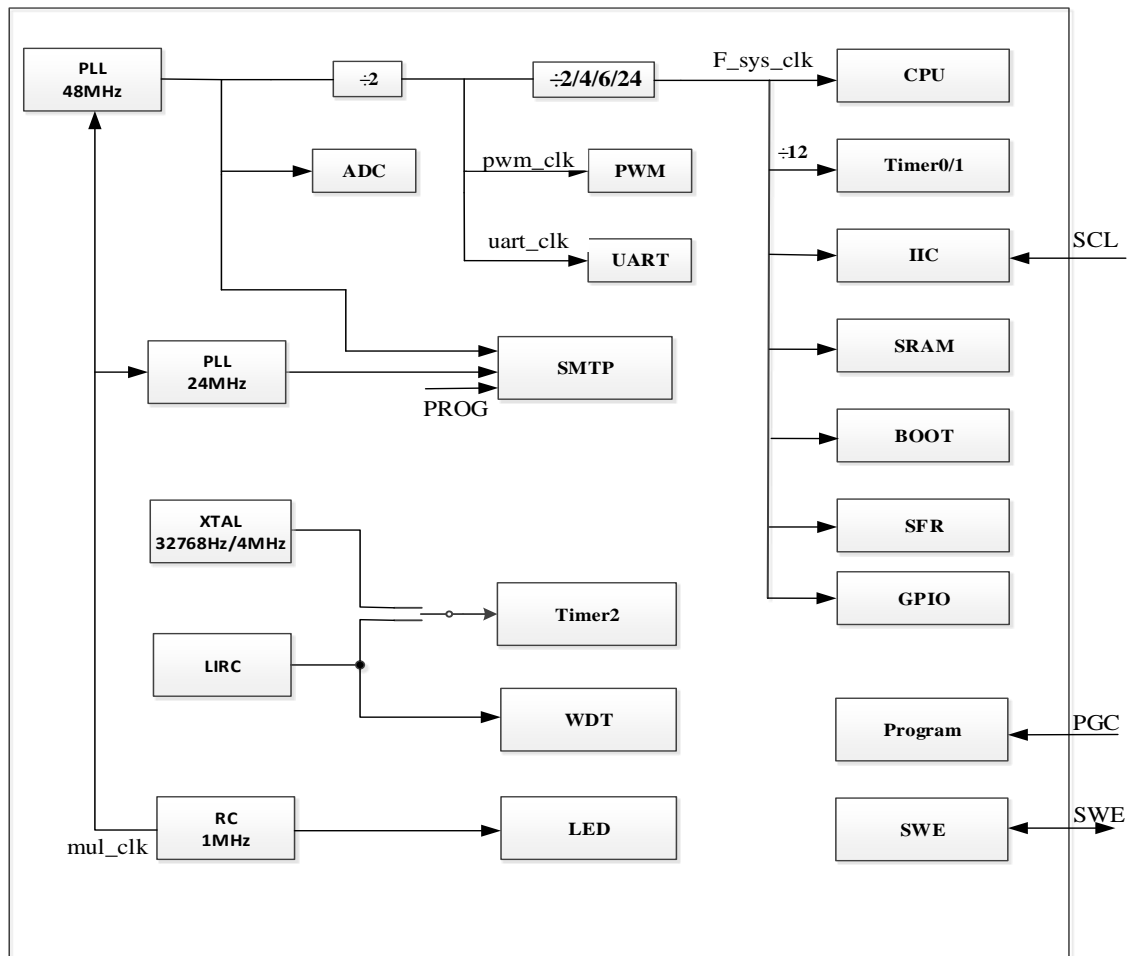 PLL
48MHz
÷2
÷2/4/6/24
F_sys_clk
CPU
ADC
pwm_clk
PWM
÷12
Timer0/1
uart_clk
UART
IIC
SCL
PLL
24MHz
SMTP
PROG
SRAM
BOOT
XTAL
32768Hz/4MHz
SFR
Timer2
GPIO
LIRC
WDT
Program
PGC
mul_clk
RC
1MHz
LED
SWE
SWE